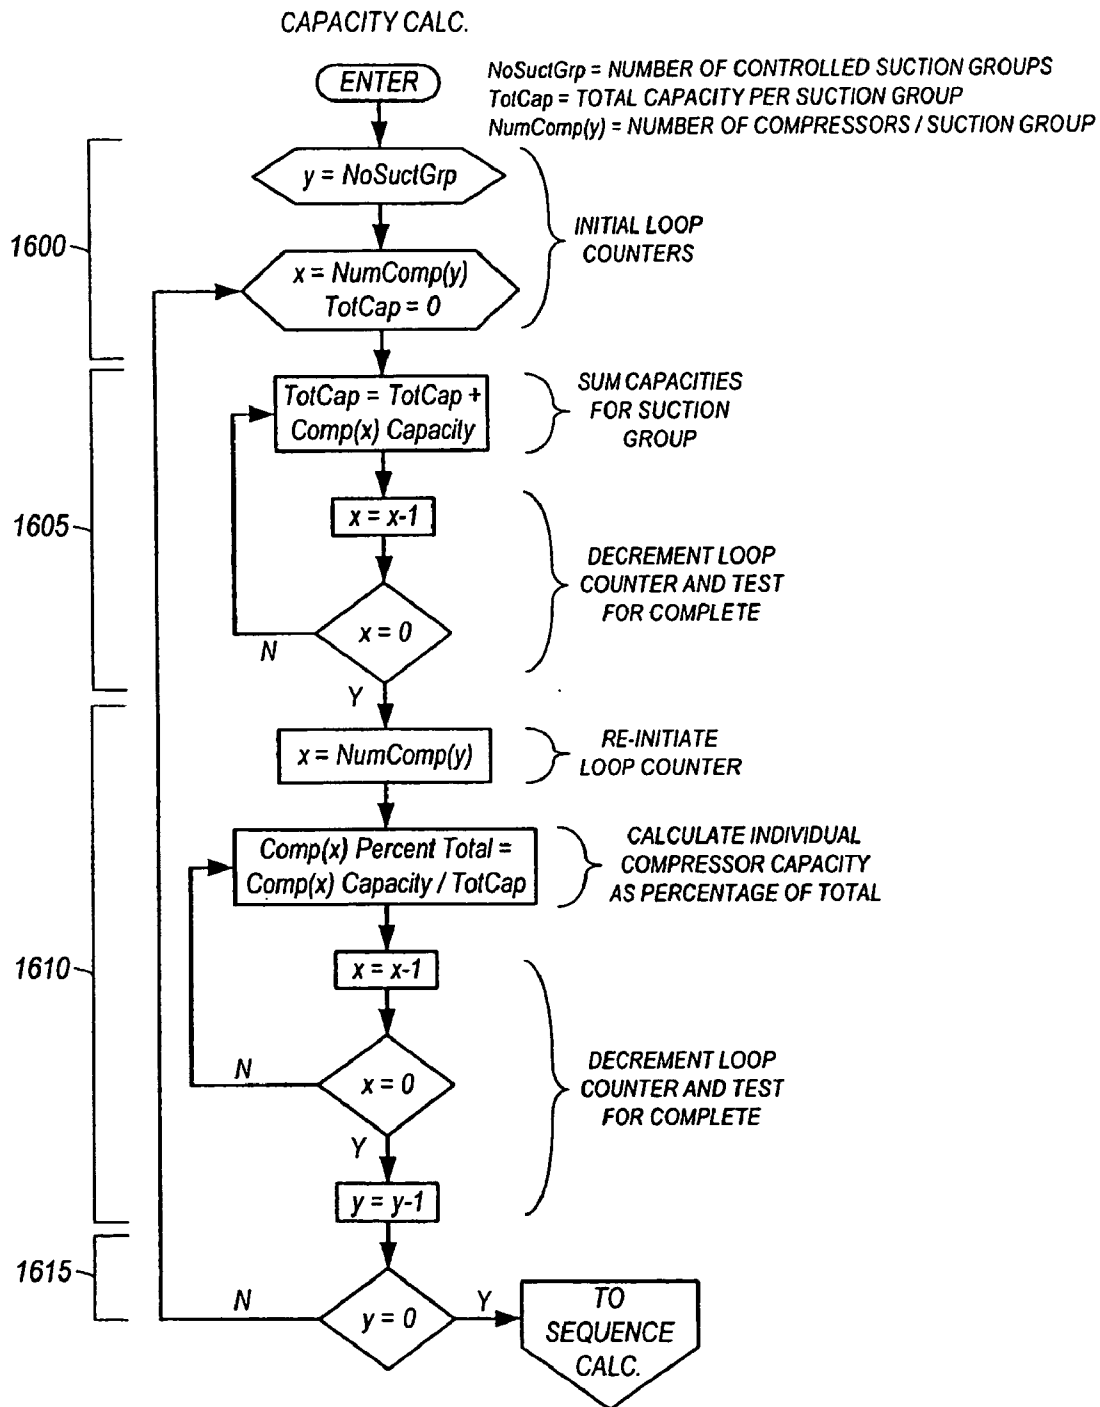 CAPACITY CALC.
ENTER
NoSuctGrp = NUMBER OF CONTROLLED SUCTION GROUPS
TotCap = TOTAL CAPACITY PER SUCTION GROUP
NumComp(y) = NUMBER OF COMPRESSORS / SUCTION GROUP
y = NoSuctGrp
1600
INITIAL LOOP
COUNTERS
x = NumComp(y)
TotCap = 0
TotCap = TotCap +
Comp(x) Capacity
SUM CAPACITIES
FOR SUCTION
GROUP
1605
x = x-1
DECREMENT LOOP
COUNTER AND TEST
FOR COMPLETE
x = 0
N
Y
x = NumComp(y)
RE-INITIATE
LOOP COUNTER
Comp(x) Percent Total =
Comp(x) Capacity / TotCap
CALCULATE INDIVIDUAL
COMPRESSOR CAPACITY
AS PERCENTAGE OF TOTAL
1610
x = x-1
x = 0
N
Y
DECREMENT LOOP
COUNTER AND TEST
FOR COMPLETE
y = y-1
1615
N
y = 0
Y
TO
SEQUENCE
CALC.